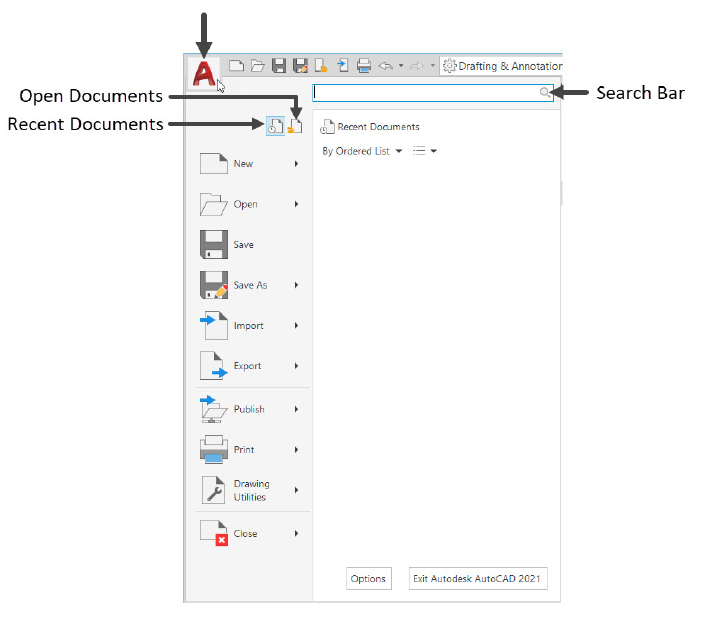 A
Drafting & Annotation
Open Documents
Search Bar
Recent Documents
Recent Documents
By Ordered List
New
Open
Save
Save As
Import
Export
Publish
Print
Drawing
Utilities
Close
Options
Exit Autodesk AutoCAD 2021